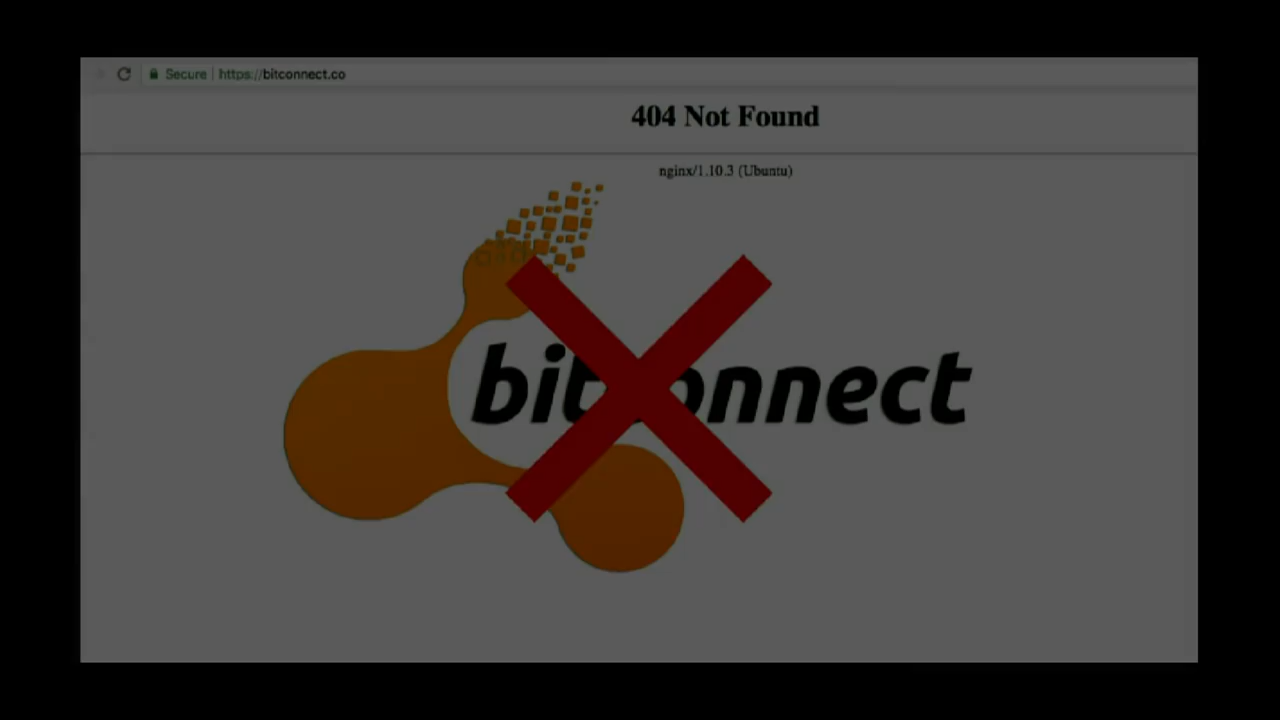 Secure | https://bitconnect.co
404 Not Found
nginx/1.10.3 (Ubuntu)
bitconnect